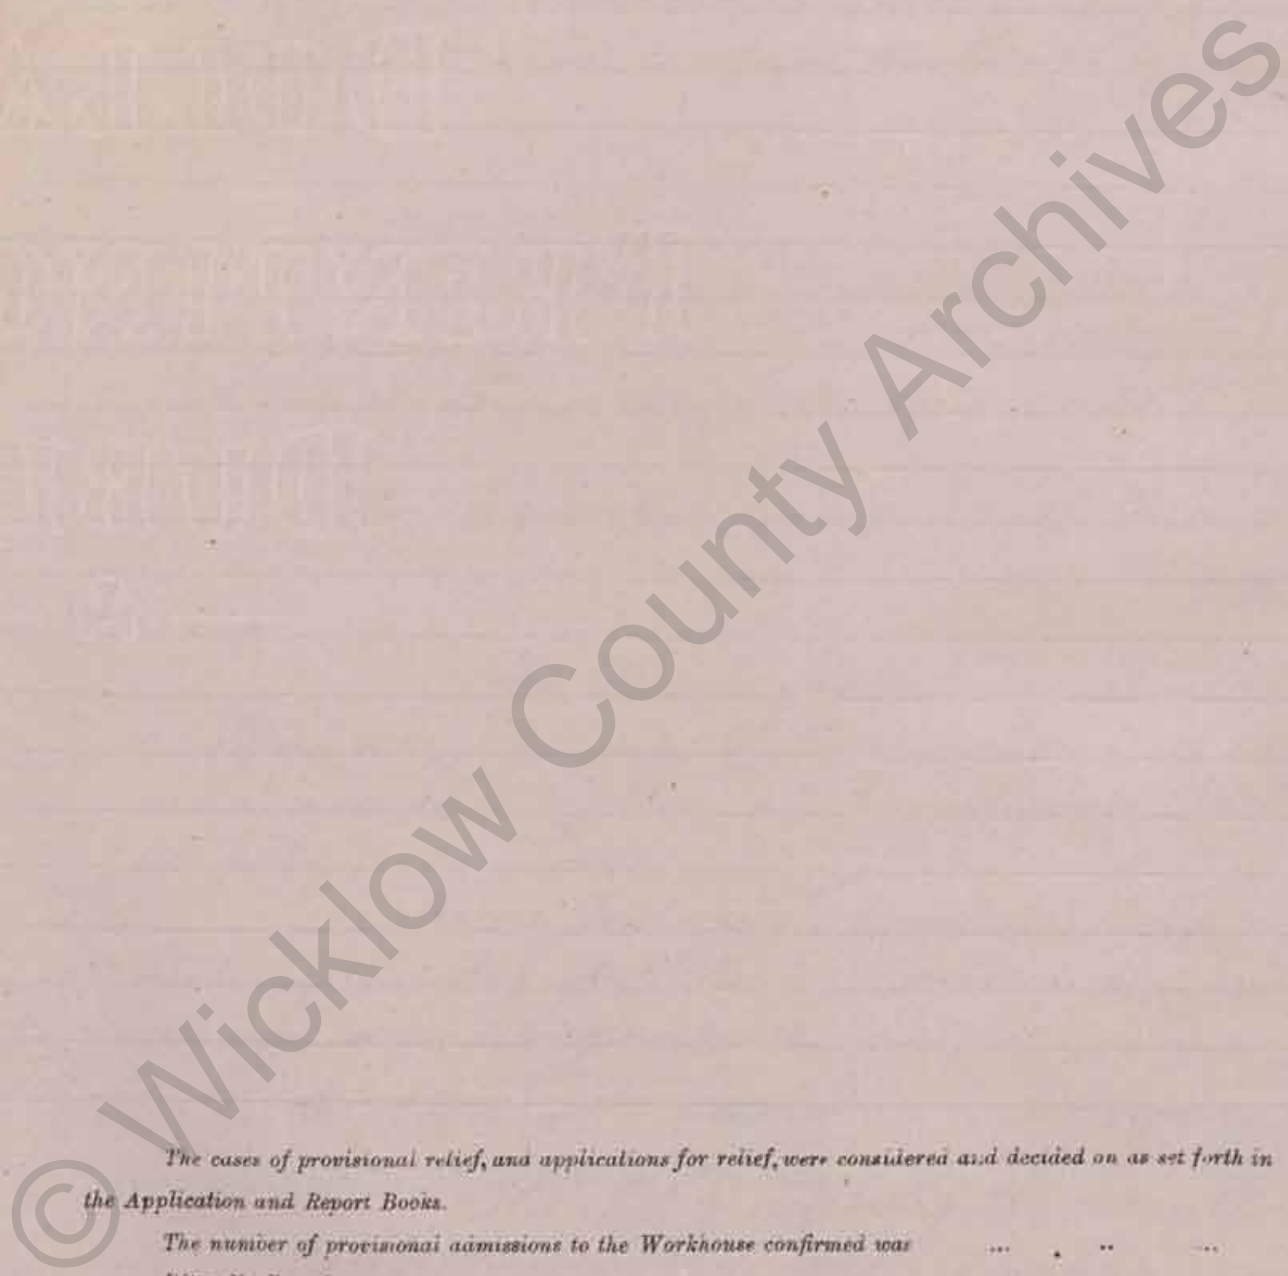 © Wicklow County Archives
The cases of provisional relief, and applications for relief, were considered and decided on as set forth in
the Application and Report Books.
The number of provisional admissions to the Workhouse confirmed was ... . .. ..